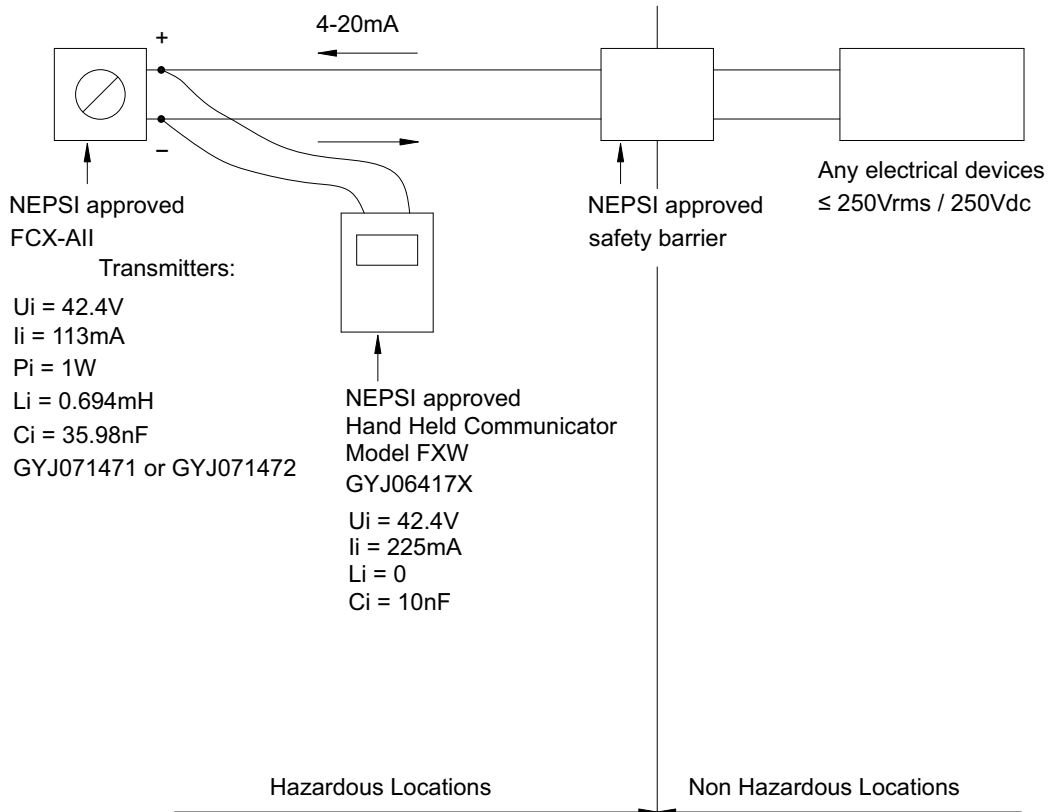 4-20mA
+
−
NEPSI approved
FCX-AII
Transmitters:
Ui = 42.4V
Ii = 113mA
Pi = 1W
Li = 0.694mH
Ci = 35.98nF
GYJ071471 or GYJ071472
NEPSI approved
Hand Held Communicator
Model FXW
GYJ06417X
Ui = 42.4V
Ii = 225mA
Li = 0
Ci = 10nF
NEPSI approved
safety barrier
Any electrical devices
≤ 250Vrms / 250Vdc
Hazardous Locations
Non Hazardous Locations